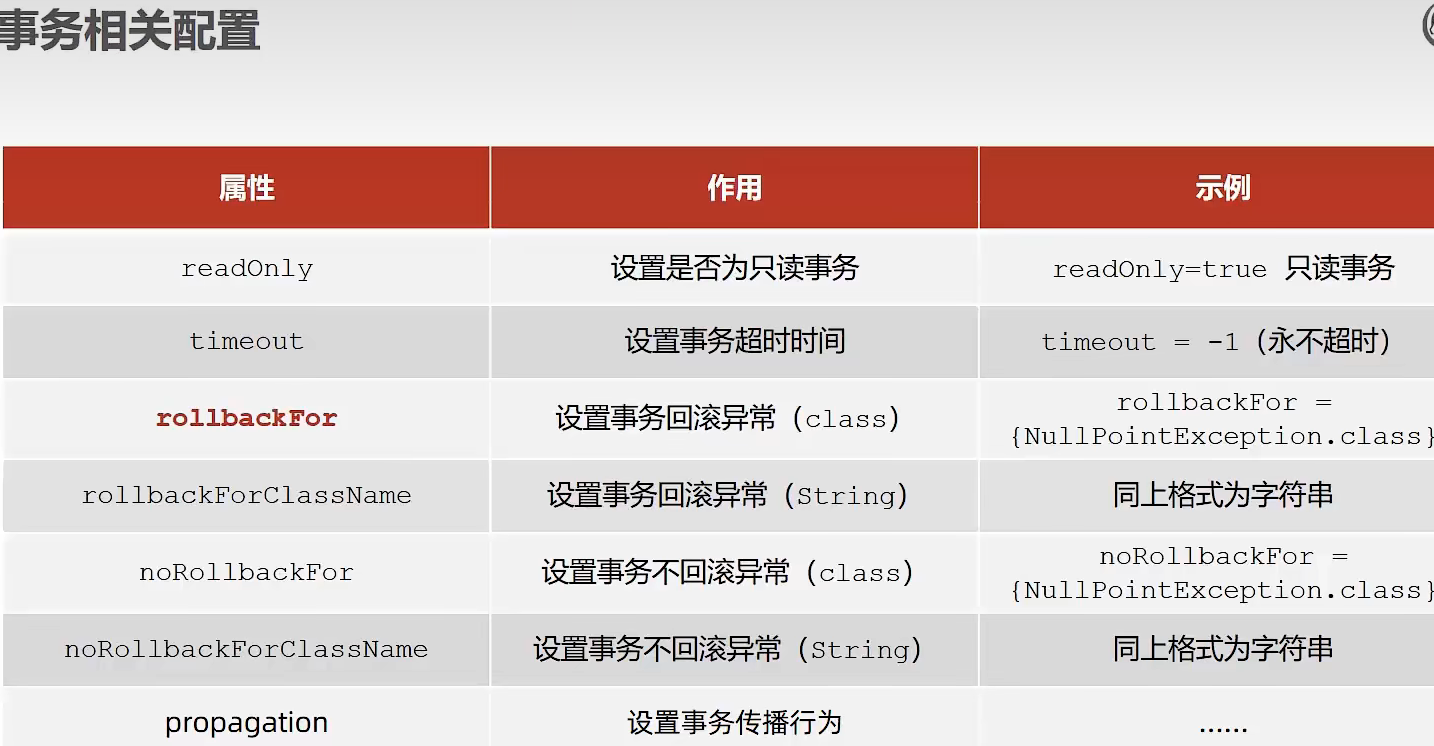 事务相关配置
属性 作用 示例
readOnly 设置是否为只读事务 readOnly=true 只读事务
timeout 设置事务超时时间 timeout = -1（永不超时）
rollbackFor 设置事务回滚异常（class） rollbackFor =
{NullPointException.class}
rollbackForClassName 设置事务回滚异常（String） 同上格式为字符串
noRollbackFor 设置事务不回滚异常（class） noRollbackFor =
{NullPointException.class}
noRollbackForClassName 设置事务不回滚异常（String） 同上格式为字符串
propagation 设置事务传播行为 ……